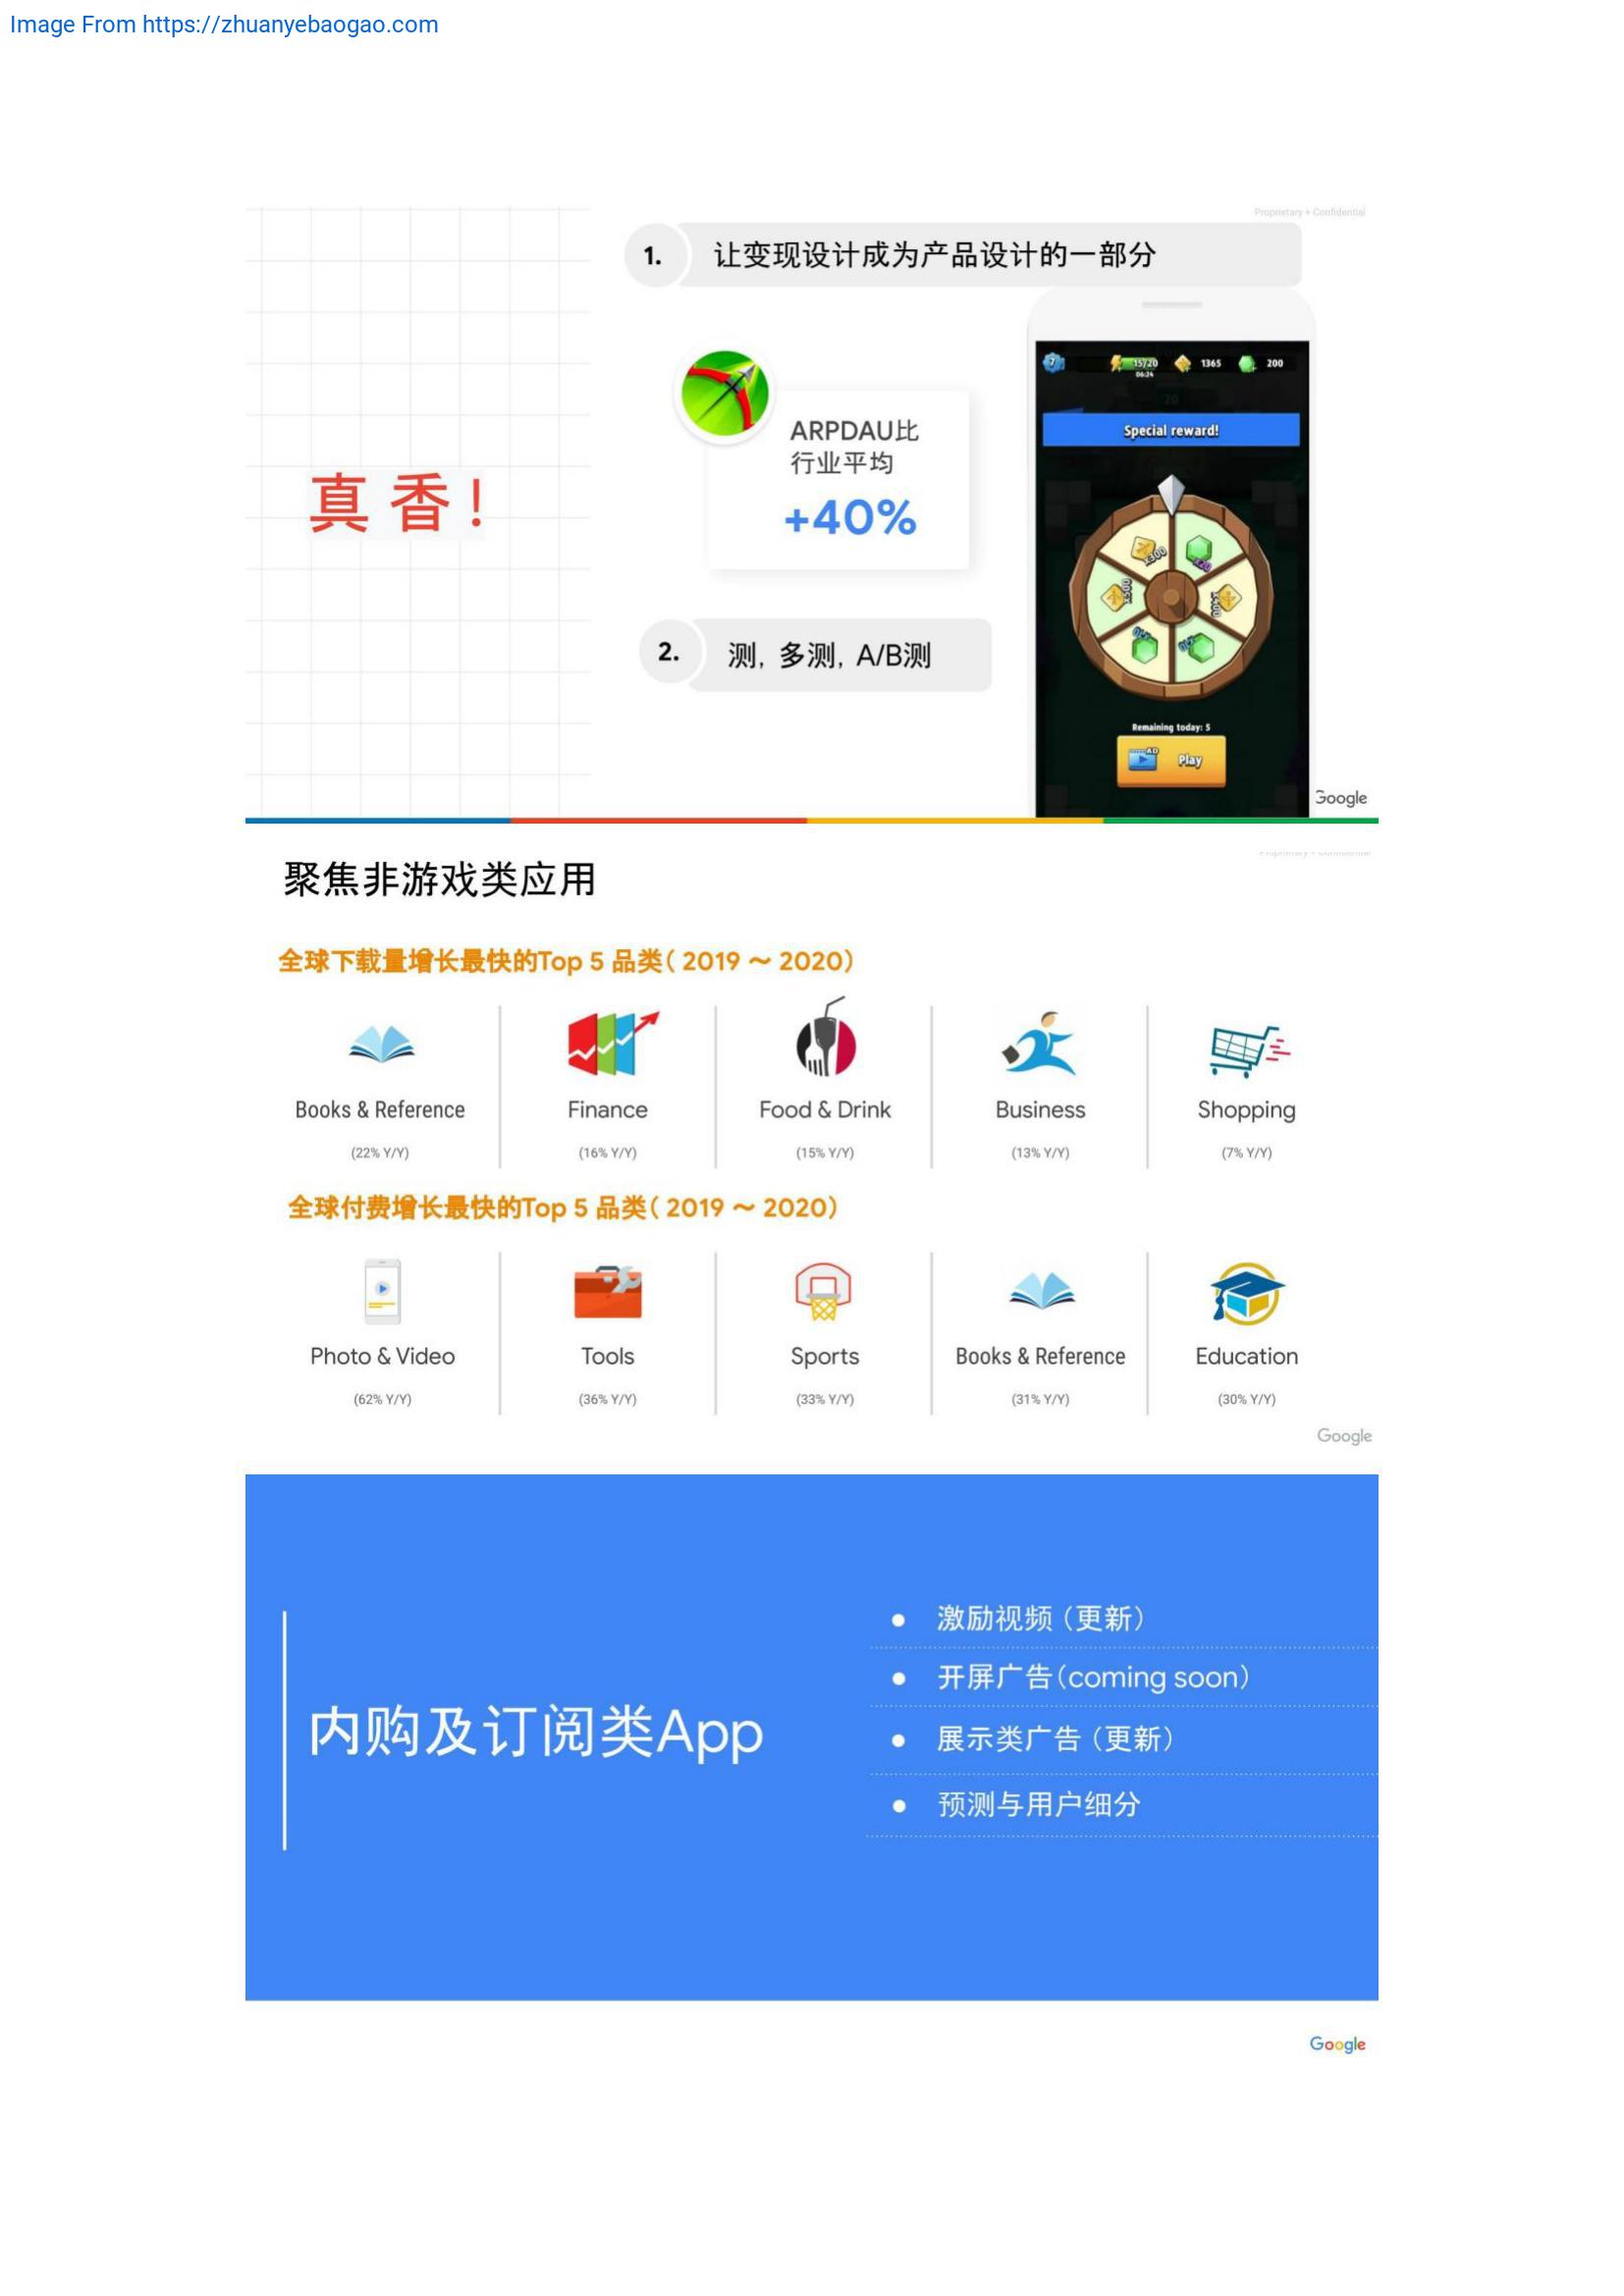 Image From https://zhuanyebaogao.com
Proprietary + Confidential
1.
让变现设计成为产品设计的一部分
真香!
ARPDAU比
行业平均
+40%
2.
测, 多测, A/B测
7
15/20
06:24
1365
200
20
Special reward!
x300
x20
x500
x400
Remaining today: 5
AD
Play
Google
聚焦非游戏类应用
全球下载量增长最快的Top 5 品类( 2019 ～ 2020)
Books & Reference
Finance
Food & Drink
Business
Shopping
(22% Y/Y)
(16% Y/Y)
(15% Y/Y)
(13% Y/Y)
(7% Y/Y)
全球付费增长最快的Top 5 品类( 2019 ～ 2020)
Photo & Video
Tools
Sports
Books & Reference
Education
(62% Y/Y)
(36% Y/Y)
(33% Y/Y)
(31% Y/Y)
(30% Y/Y)
Google
内购及订阅类App
● 激励视频 (更新)
● 开屏广告(coming soon)
● 展示类广告 (更新)
● 预测与用户细分
Google